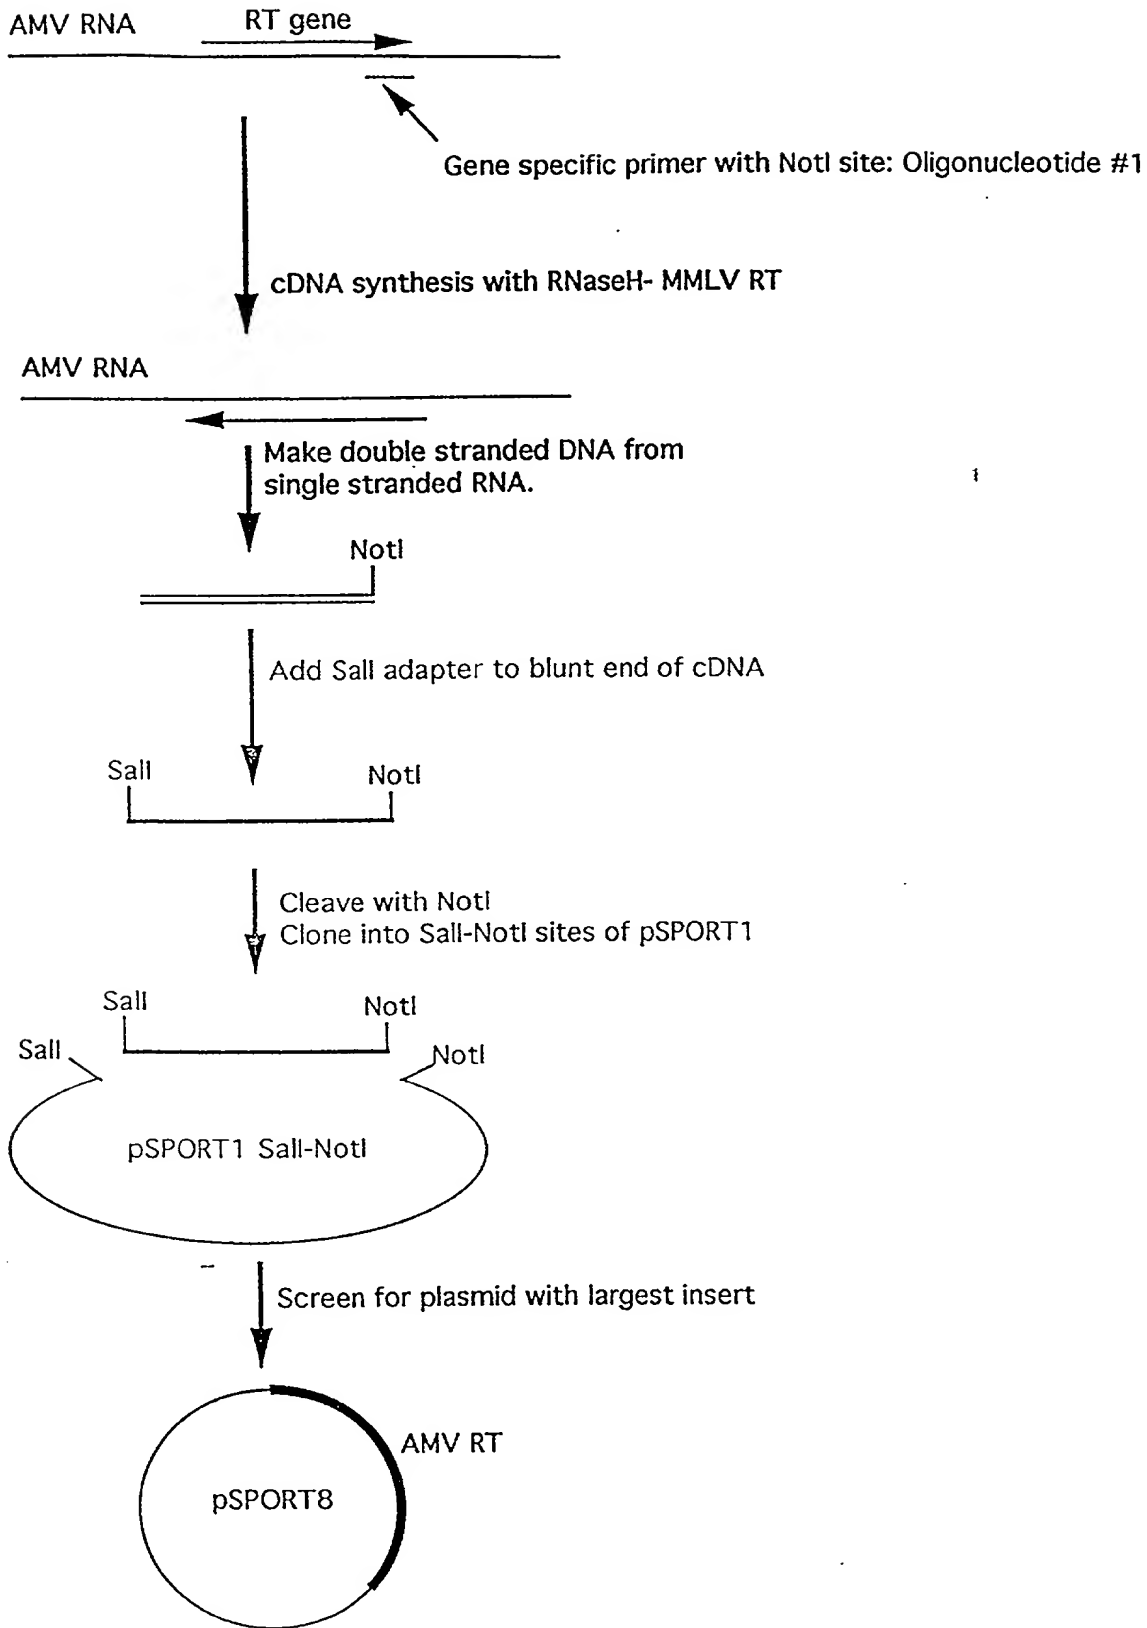 AMV RNA
RT gene
Gene specific primer with NotI site: Oligonucleotide #1
cDNA synthesis with RNaseH- MMLV RT
AMV RNA
Make double stranded DNA from
single stranded RNA.
NotI
Add SalI adapter to blunt end of cDNA
SalI
NotI
Cleave with NotI
Clone into SalI-NotI sites of pSPORT1
SalI
NotI
SalI
NotI
pSPORT1 SalI-NotI
Screen for plasmid with largest insert
AMV RT
pSPORT8